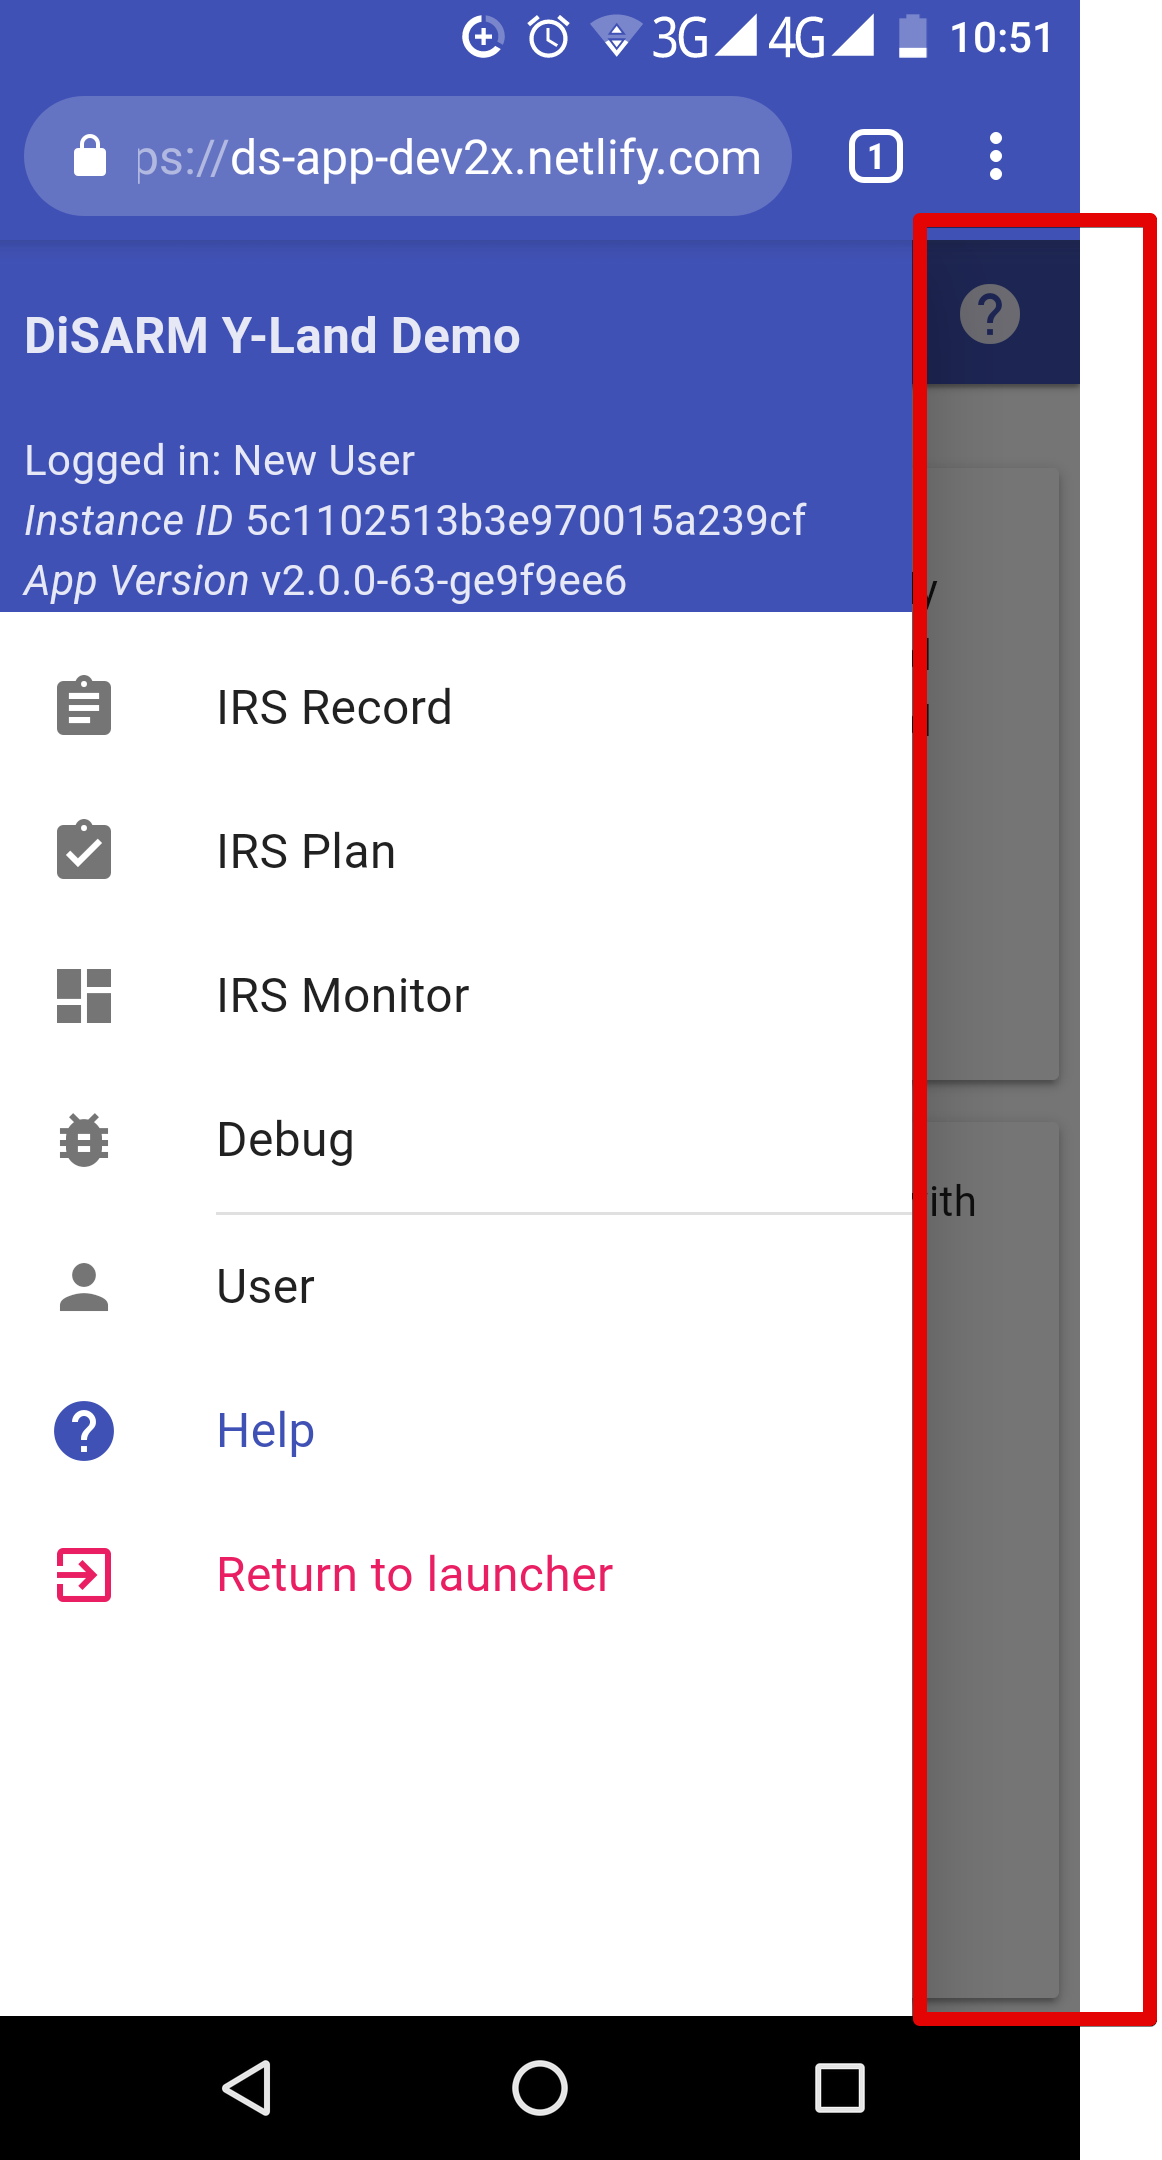 3G 4G 10:51
ps://ds-app-dev2x.netlify.com 1
DiSARM Y-Land Demo
Logged in: New User
Instance ID 5c1102513b3e970015a239cf
App Version v2.0.0-63-ge9f9ee6
IRS Record
IRS Plan
IRS Monitor
Debug
ith
User
Help
Return to launcher